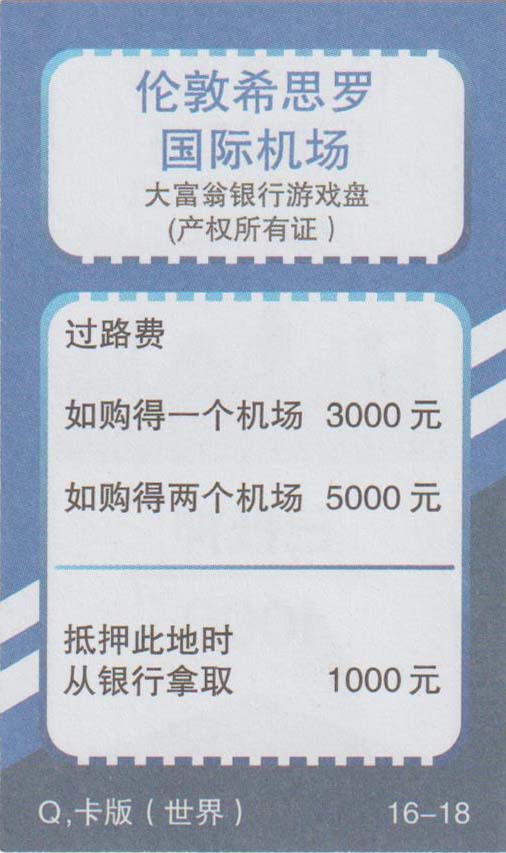 伦敦希思罗
国际机场
大富翁银行游戏盘
(产权所有证)
过路费
如购得一个机场 3000 元
如购得两个机场 5000 元
抵押此地时
从银行拿取 1000 元
Q,卡版(世界) 16-18